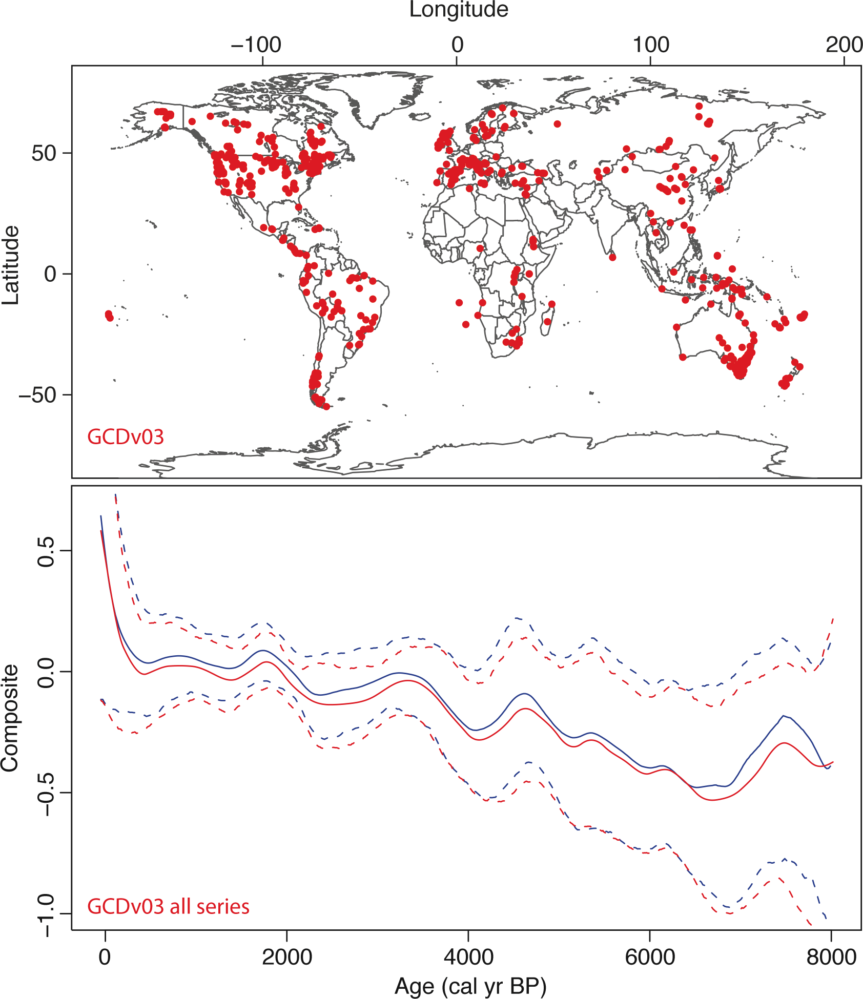 Longitude
−100 0 100 200
Latitude
50
0
−50
GCDv03
Composite
0.5
0.0
−0.5
−1.0
GCDv03 all series
0 2000 4000 6000 8000
Age (cal yr BP)